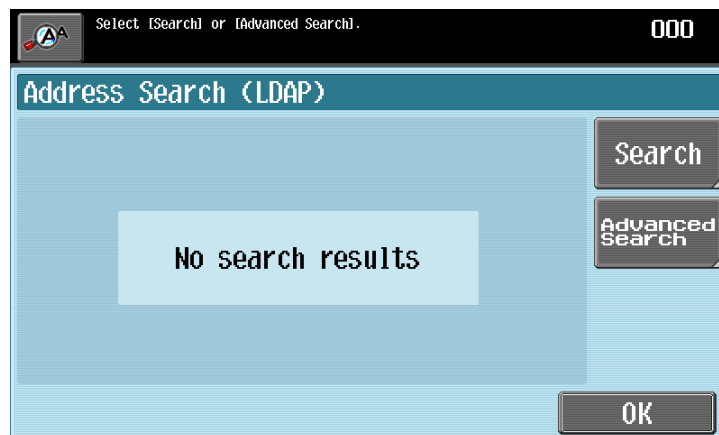 Select [Search] or [Advanced Search].
000
Address Search (LDAP)
Search
Advanced
Search
No search results
OK